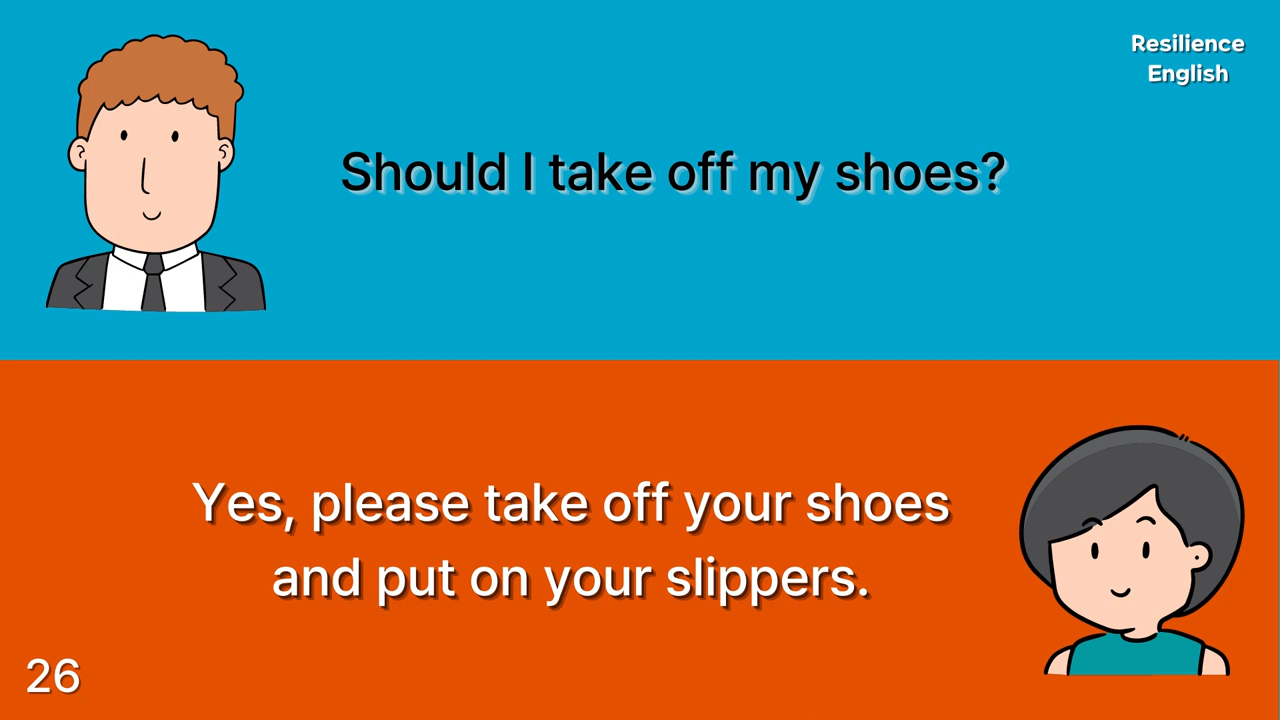 Resilience
English
Should I take off my shoes?
Yes, please take off your shoes
and put on your slippers.
26